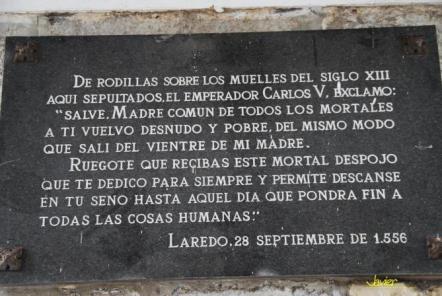 DE RODILLAS SOBRE LOS MUELLES DEL SIGLO XIII
AQUI SEPULTADOS, EL EMPERADOR CARLOS V, EXCLAMO:
"SALVE, MADRE COMUN DE TODOS LOS MORTALES
A TI VUELVO DESNUDO Y POBRE, DEL MISMO MODO
QUE SALI DEL VIENTRE DE MI MADRE.
RUEGOTE QUE RECIBAS ESTE MORTAL DESPOJO
QUE TE DEDICO PARA SIEMPRE Y PERMITE DESCANSE
EN TU SENO HASTA AQUEL DIA QUE PONDRA FIN A
TODAS LAS COSAS HUMANAS."
LAREDO, 28 SEPTIEMBRE DE 1.556
Javier